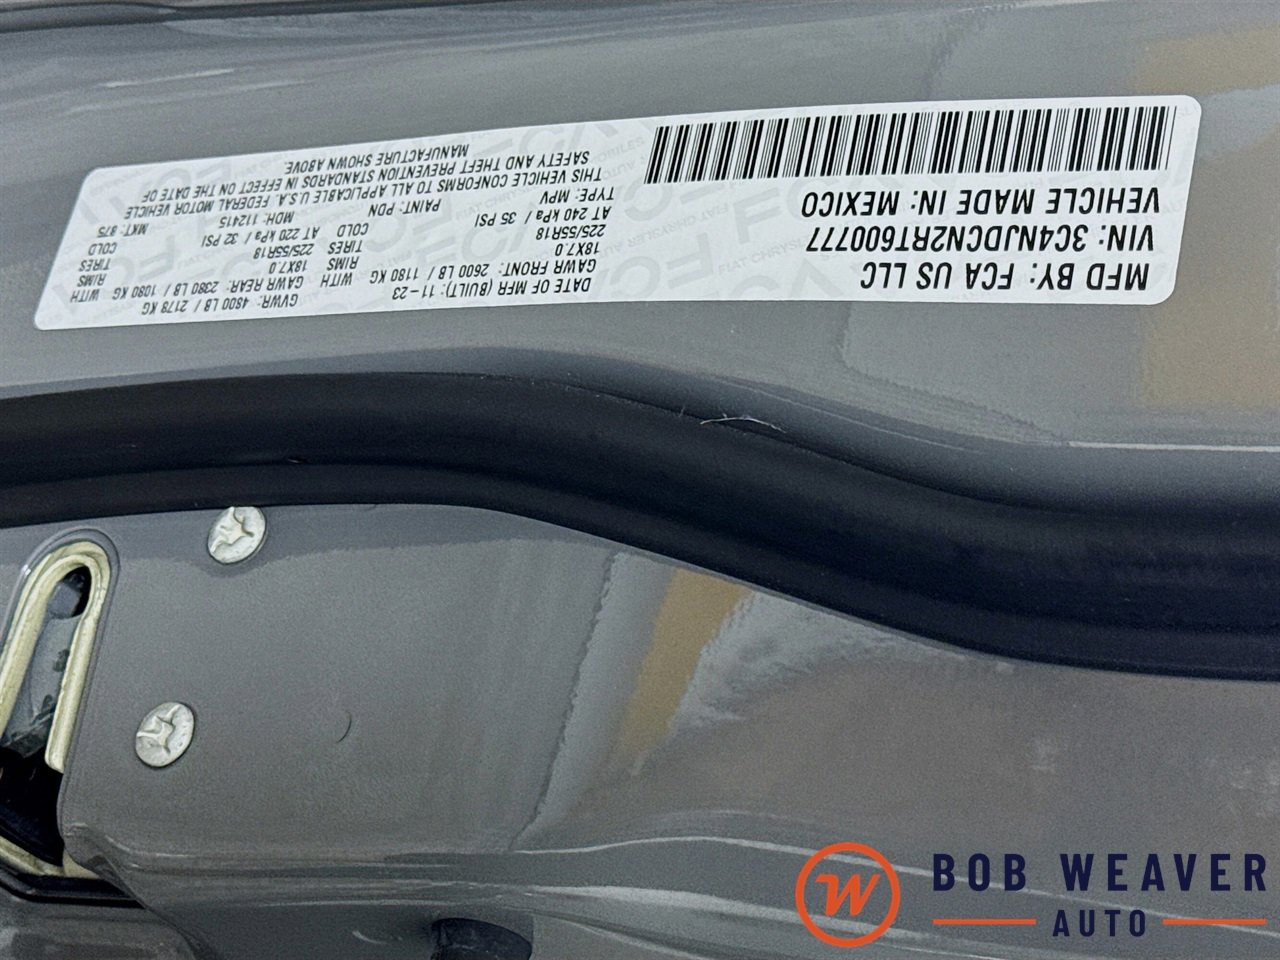 MFD BY: FCA US LLC
VIN: 3C4NJDCN2RT600777
VEHICLE MADE IN: MEXICO
DATE OF MFR (BUILT): 11-23
GVWR: 4800 LB / 2178 KG
GAWR FRONT: 2600 LB / 1180 KG
WITH
GAWR REAR: 2380 LB / 1080 KG
WITH
18X7.0
RIMS
18X7.0
RIMS
225/55R18
TIRES
225/55R18
TIRES
AT 240 kPa / 35 PSI
COLD
AT 220 kPa / 32 PSI
COLD
TYPE: MPV
PAINT: PDN
MDH: 112415
MKT: 875
THIS VEHICLE CONFORMS TO ALL APPLICABLE U.S.A. FEDERAL MOTOR VEHICLE
SAFETY AND THEFT PREVENTION STANDARDS IN EFFECT ON THE DATE OF
MANUFACTURE SHOWN ABOVE.
W
BOB WEAVER
AUTO